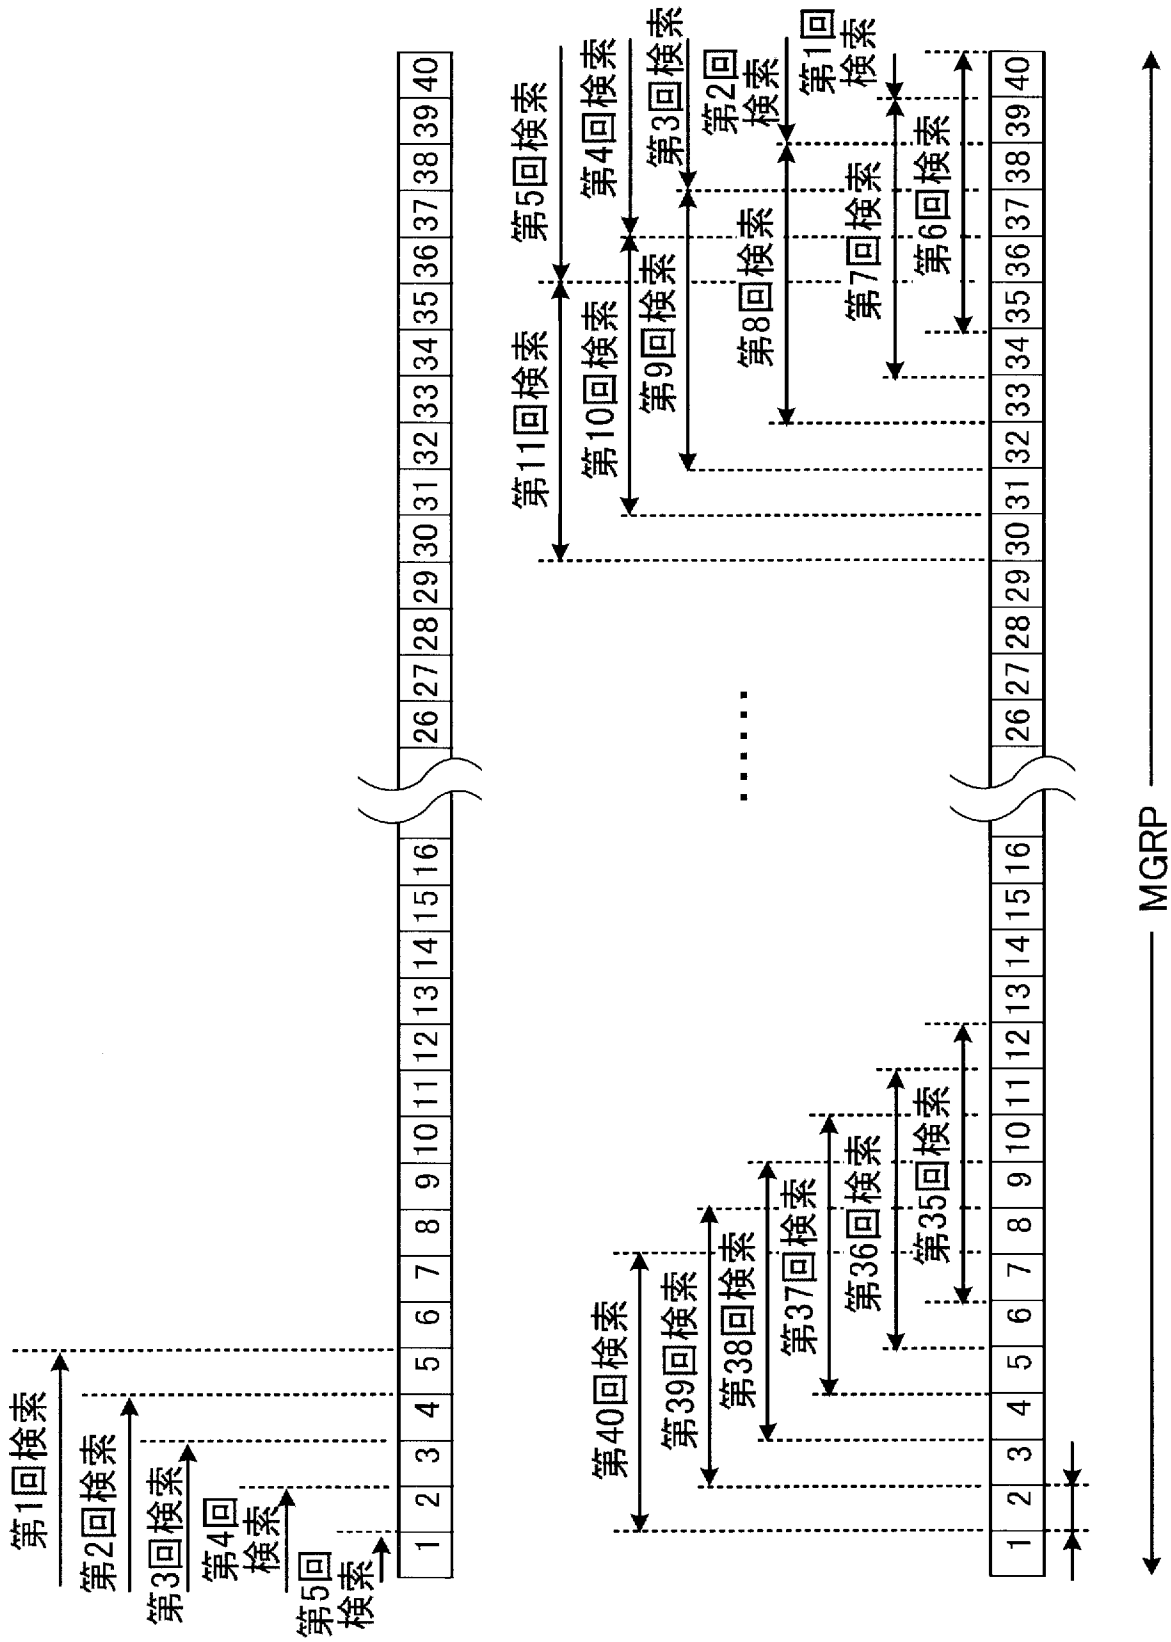 第1回検索
第2回検索
第3回検索
第4回
検索
第5回
検索
1 2 3 4 5 6 7 8 9 10 11 12 13 14 15 16 26 27 28 29 30 31 32 33 34 35 36 37 38 39 40
第11回検索 第5回検索
第40回検索 第10回検索 第4回検索
第39回検索 第9回検索 第3回検索
第2回
検索
第38回検索 第8回検索
......
第37回検索
第1回
検索
第36回検索 第7回検索
第35回検索 第6回検索
1 2 3 4 5 6 7 8 9 10 11 12 13 14 15 16 26 27 28 29 30 31 32 33 34 35 36 37 38 39 40
MGRP